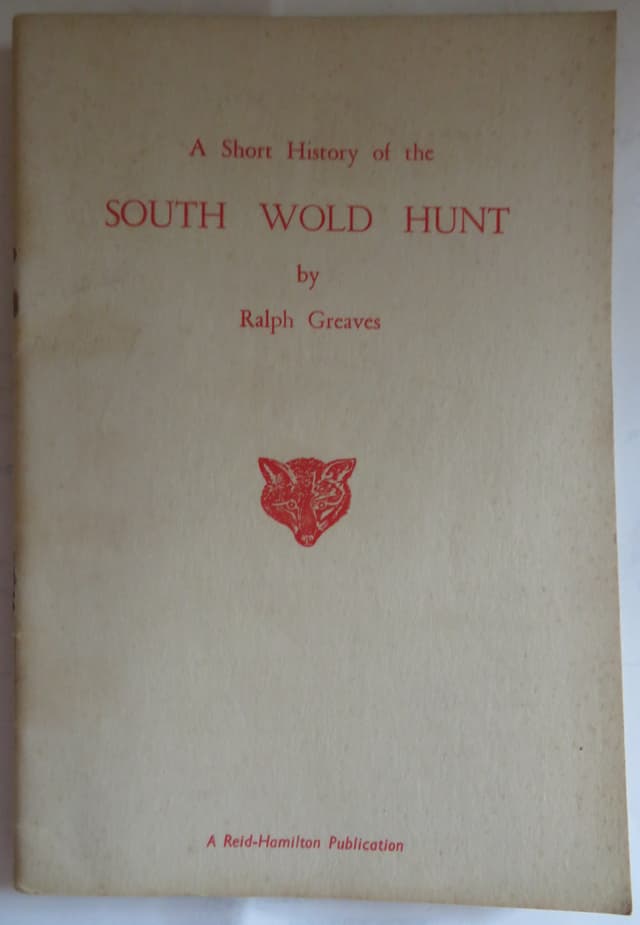 A Short History of the
SOUTH WOLD HUNT
by
Ralph Greaves
A Reid-Hamilton Publication